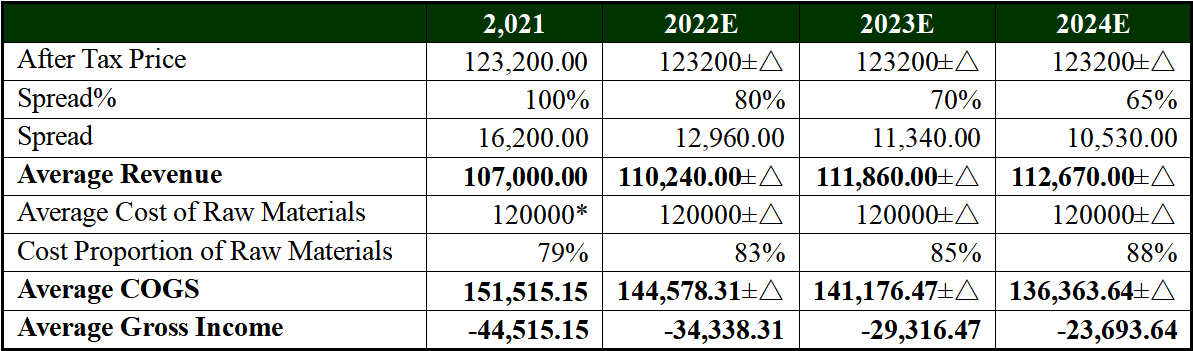 2,021 2022E 2023E 2024E
After Tax Price 123,200.00 123200±△ 123200±△ 123200±△
Spread% 100% 80% 70% 65%
Spread 16,200.00 12,960.00 11,340.00 10,530.00
Average Revenue 107,000.00 110,240.00±△ 111,860.00±△ 112,670.00±△
Average Cost of Raw Materials 120000* 120000±△ 120000±△ 120000±△
Cost Proportion of Raw Materials 79% 83% 85% 88%
Average COGS 151,515.15 144,578.31±△ 141,176.47±△ 136,363.64±△
Average Gross Income -44,515.15 -34,338.31 -29,316.47 -23,693.64